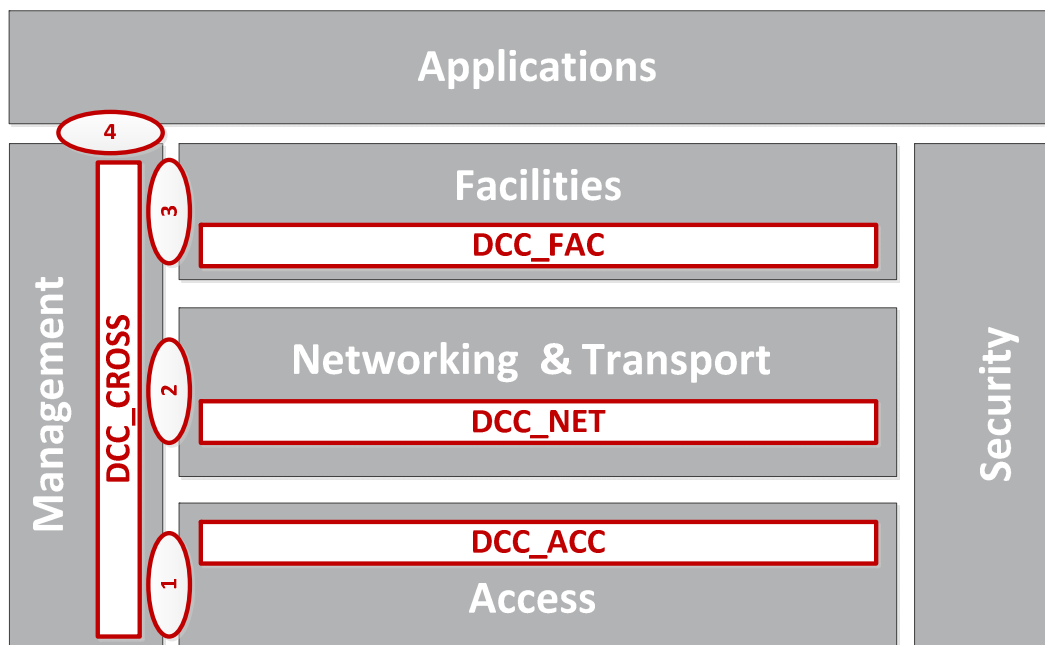 Applications
4
Management
DCC_CROSS
3
Facilities
DCC_FAC
2
Networking & Transport
DCC_NET
1
DCC_ACC
Access
Security